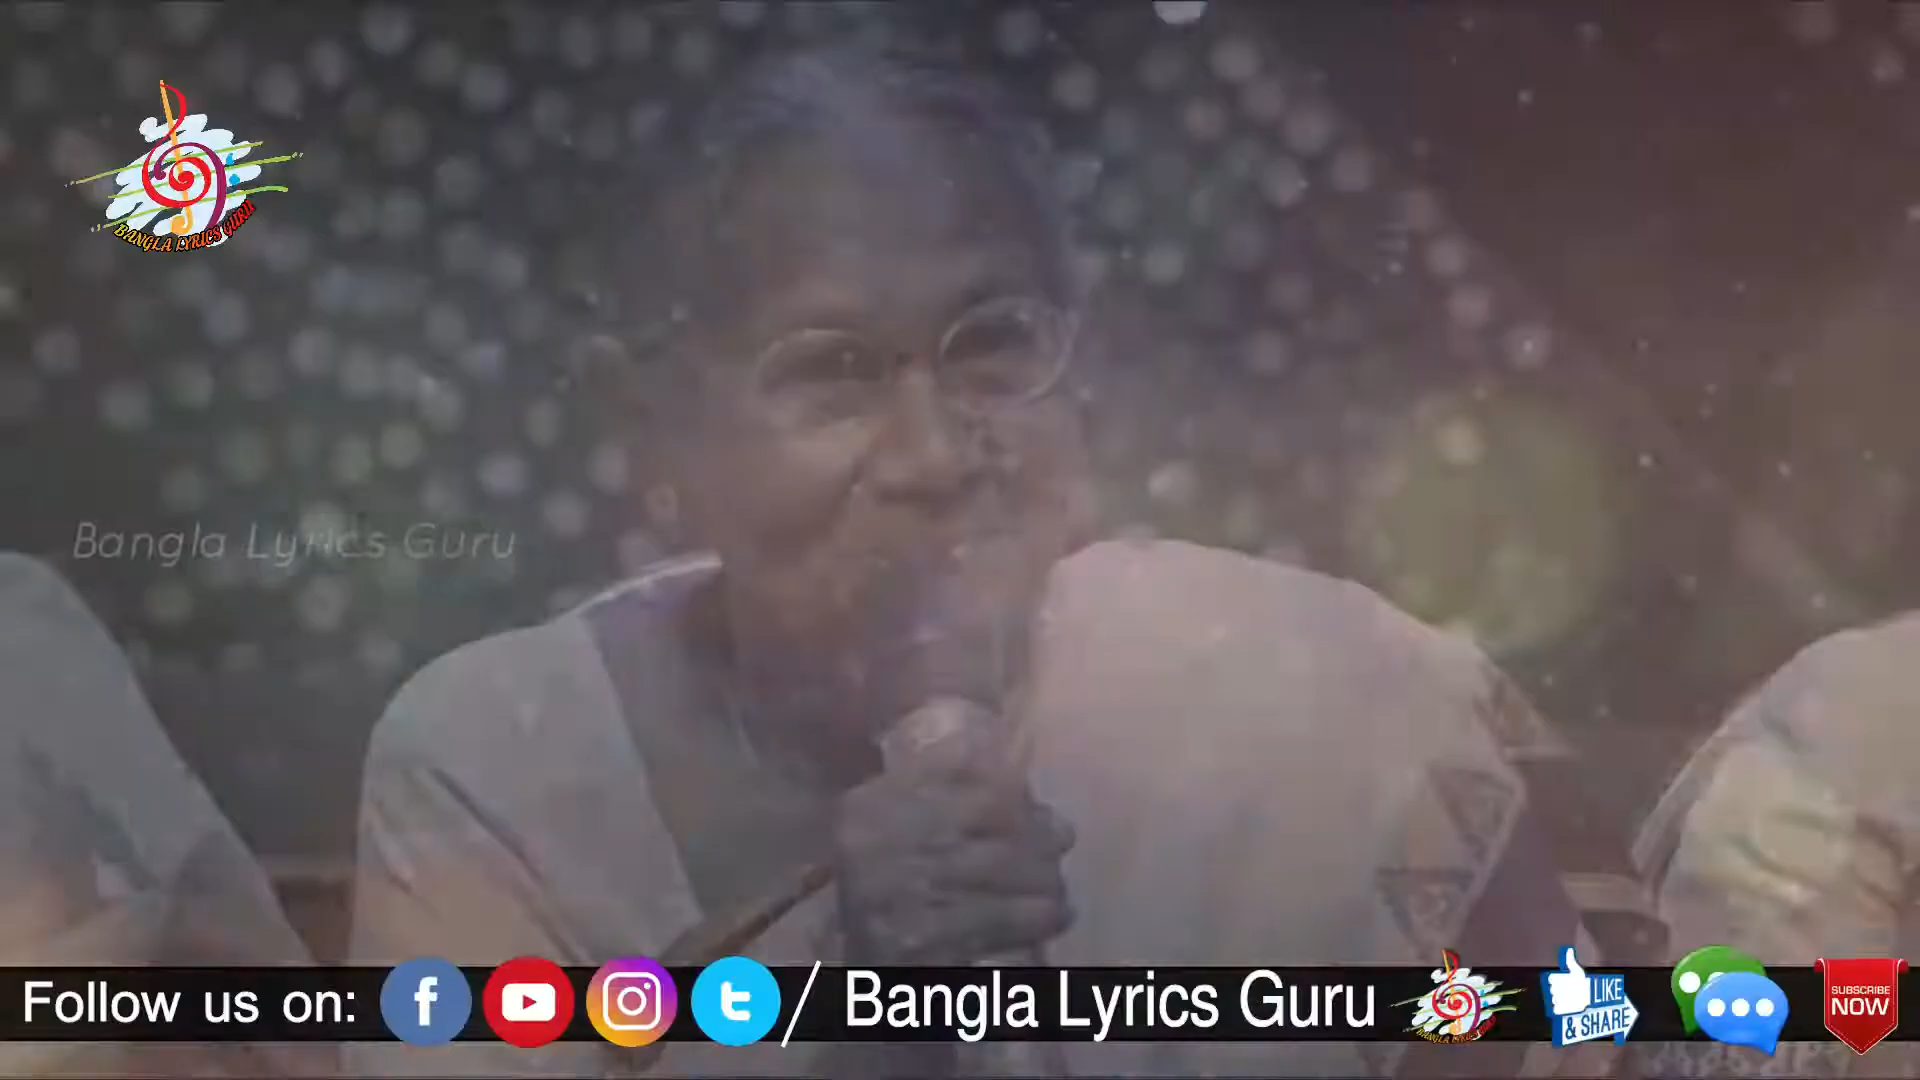 BANGLA LYRICS GURU
Bangla Lyrics Guru
Follow us on: f t / Bangla Lyrics Guru
LIKE
& SHARE
SUBSCRIBE
NOW